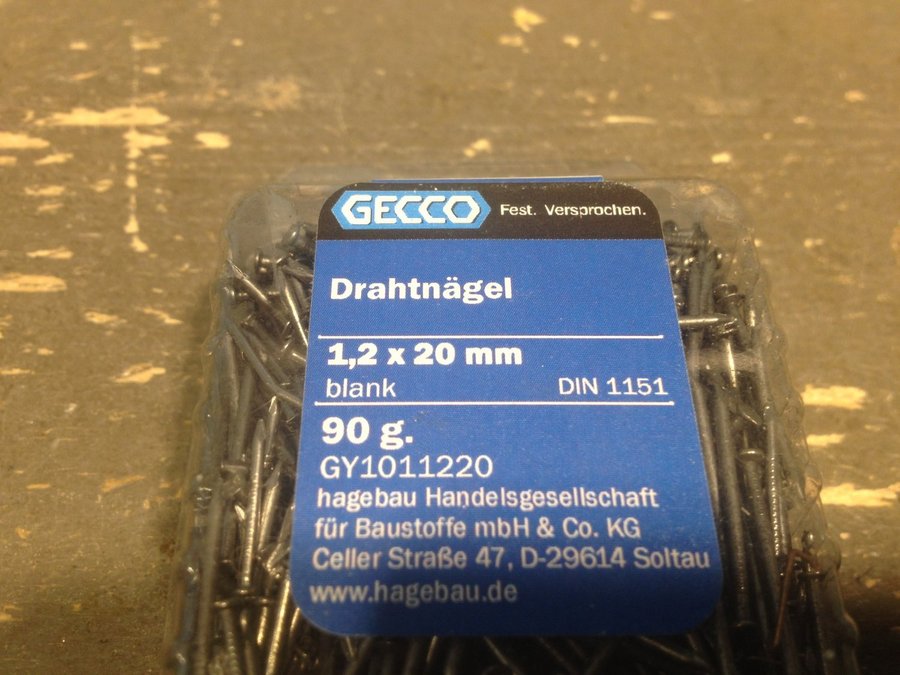 GECCO Fest. Versprochen.
Drahtnägel
1,2 x 20 mm
blank DIN 1151
90 g.
GY1011220
hagebau Handelsgesellschaft
für Baustoffe mbH & Co. KG
Celler Straße 47, D-29614 Soltau
www.hagebau.de